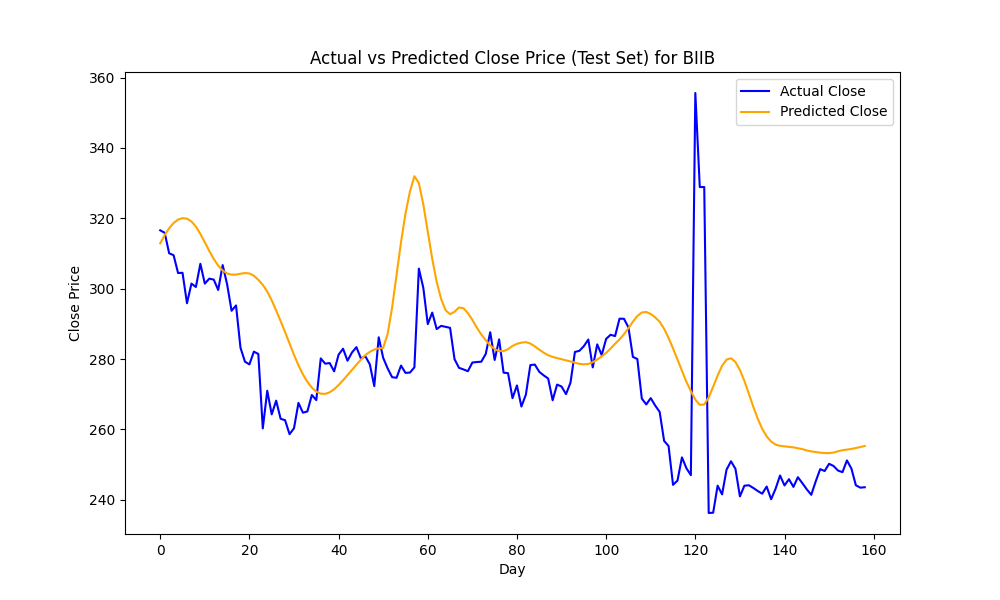 Actual vs Predicted Close Price (Test Set) for BIIB
Actual Close
Predicted Close
Close Price
360
340
320
300
280
260
240
0 20 40 60 80 100 120 140 160
Day